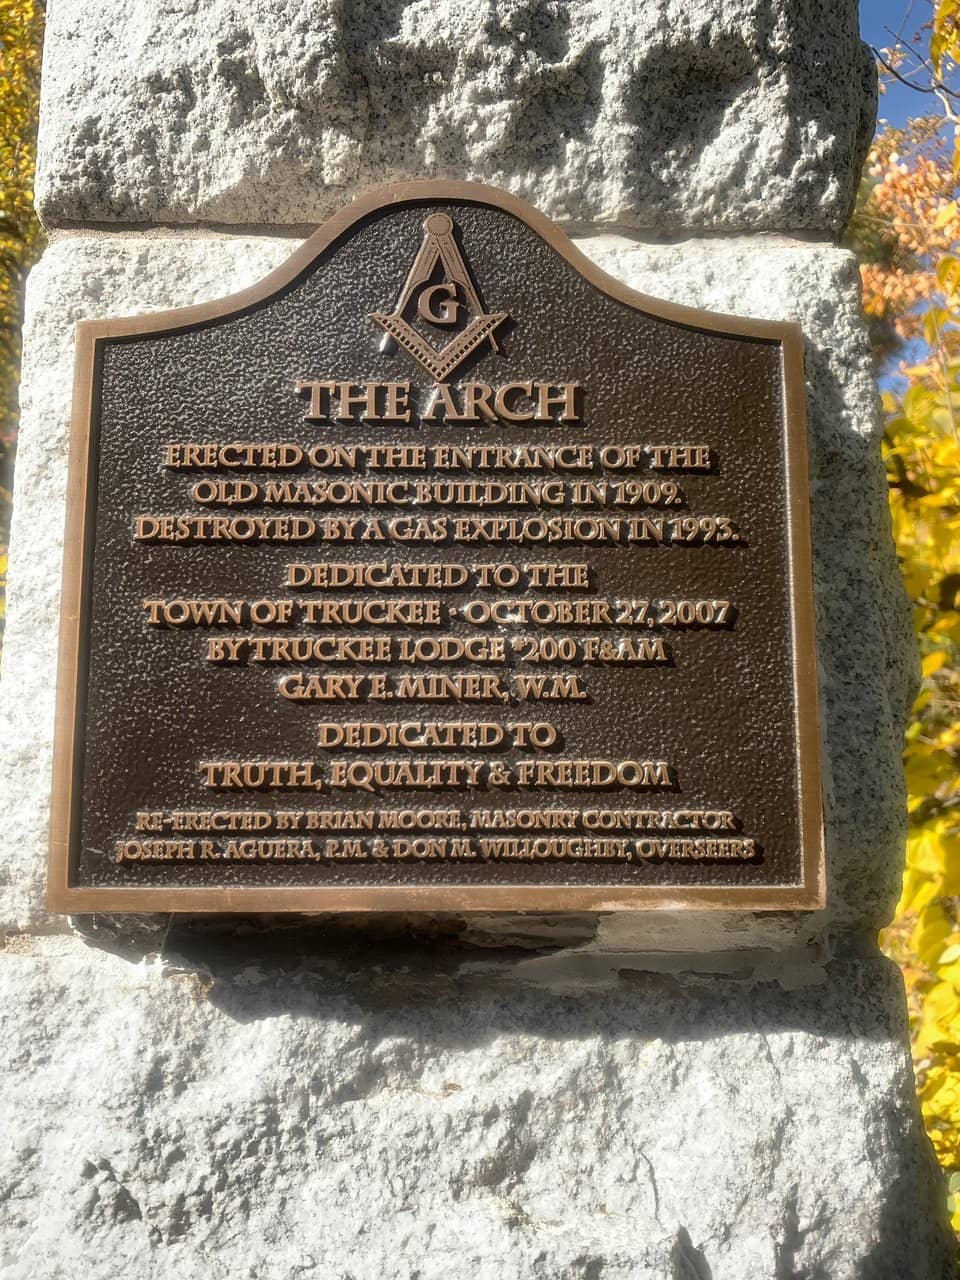 G
THE ARCH
ERECTED ON THE ENTRANCE OF THE
OLD MASONIC BUILDING IN 1909.
DESTROYED BY A GAS EXPLOSION IN 1993.
DEDICATED TO THE
TOWN OF TRUCKEE · OCTOBER 27, 2007
BY TRUCKEE LODGE #200 F&AM
GARY E. MINER, W.M.
DEDICATED TO
TRUTH, EQUALITY & FREEDOM
RE-ERECTED BY BRIAN MOORE, MASONRY CONTRACTOR
JOSEPH R. AGUERA, P.M. & DON M. WILLOUGHBY, OVERSEERS